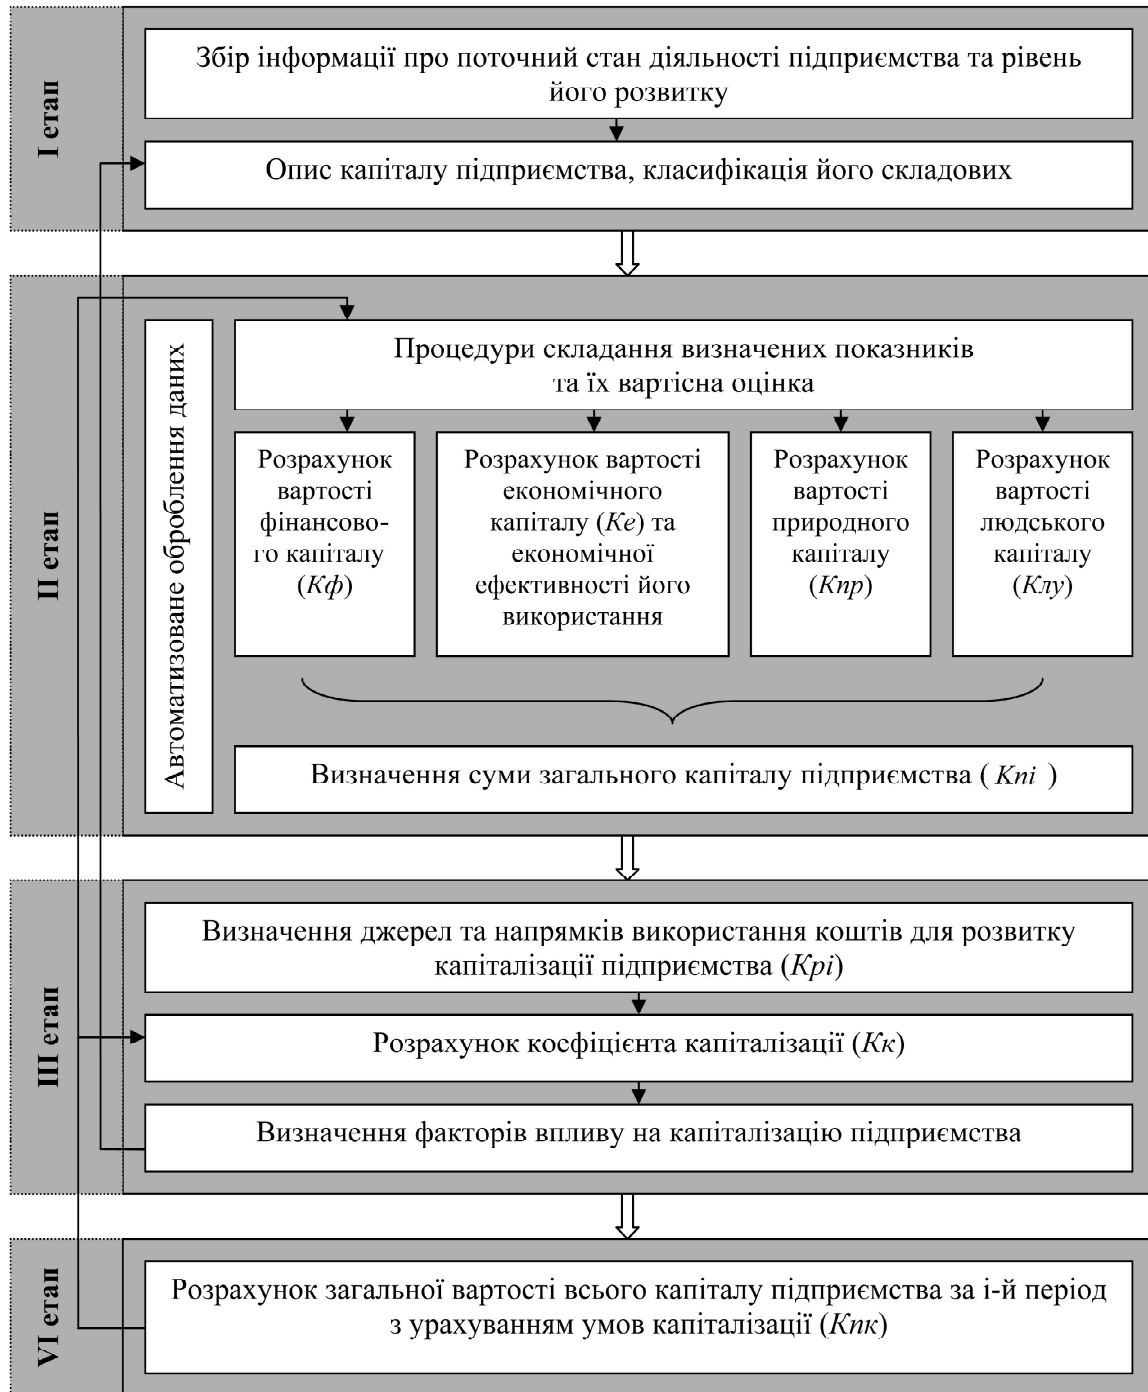 І етап
Збір інформації про поточний стан діяльності підприємства та рівень
його розвитку
Опис капіталу підприємства, класифікація його складових
ІІ етап
Автоматизоване оброблення даних
Процедури складання визначених показників
та їх вартісна оцінка
Розрахунок
вартості
фінансово-
го капіталу
(Кф)
Розрахунок вартості
економічного
капіталу (Ке) та
економічної
ефективності його
використання
Розрахунок
вартості
природного
капіталу
(Кпр)
Розрахунок
вартості
людського
капіталу
(Клу)
Визначення суми загального капіталу підприємства ( Кпі )
ІІІ етап
Визначення джерел та напрямків використання коштів для розвитку
капіталізації підприємства (Крі)
Розрахунок косфіцієнта капіталізації (Кк)
Визначення факторів впливу на капіталізацію підприємства
VI етап
Розрахунок загальної вартості всього капіталу підприємства за і-й період
з урахуванням умов капіталізації (Кпк)